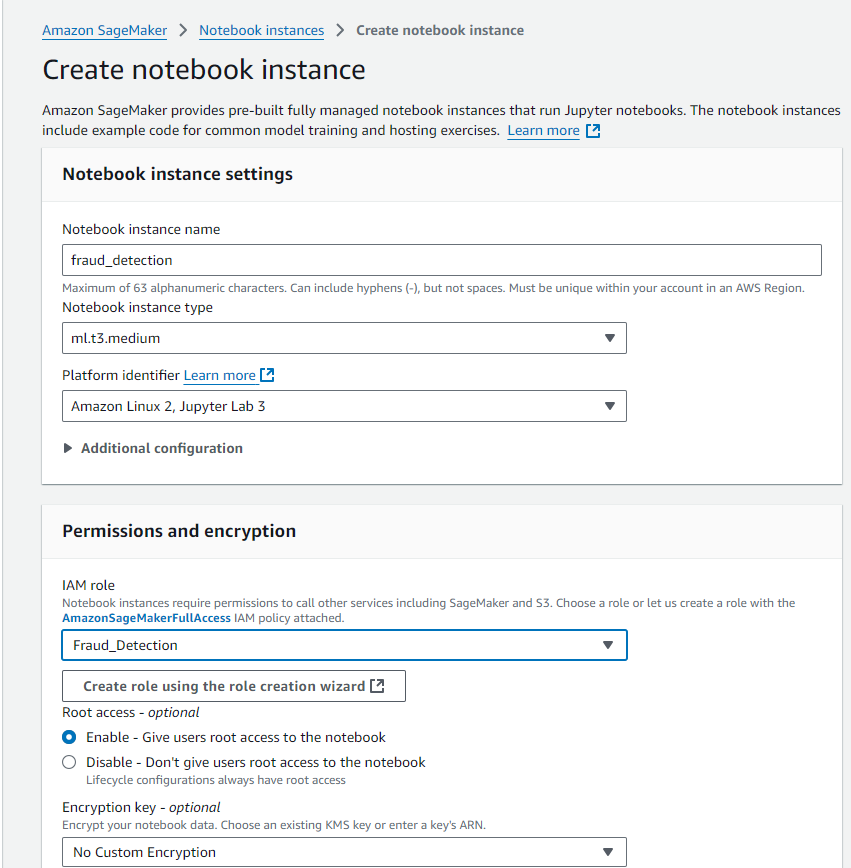 Amazon SageMaker > Notebook instances > Create notebook instance
Create notebook instance
Amazon SageMaker provides pre-built fully managed notebook instances that run Jupyter notebooks. The notebook instances
include example code for common model training and hosting exercises. Learn more
Notebook instance settings
Notebook instance name
fraud_detection
Maximum of 63 alphanumeric characters. Can include hyphens (-), but not spaces. Must be unique within your account in an AWS Region.
Notebook instance type
ml.t3.medium
Platform identifier Learn more
Amazon Linux 2, Jupyter Lab 3
Additional configuration
Permissions and encryption
IAM role
Notebook instances require permissions to call other services including SageMaker and S3. Choose a role or let us create a role with the
AmazonSageMakerFullAccess IAM policy attached.
Fraud_Detection
Create role using the role creation wizard
Root access - optional
Enable - Give users root access to the notebook
Disable - Don't give users root access to the notebook
Lifecycle configurations always have root access
Encryption key - optional
Encrypt your notebook data. Choose an existing KMS key or enter a key's ARN.
No Custom Encryption